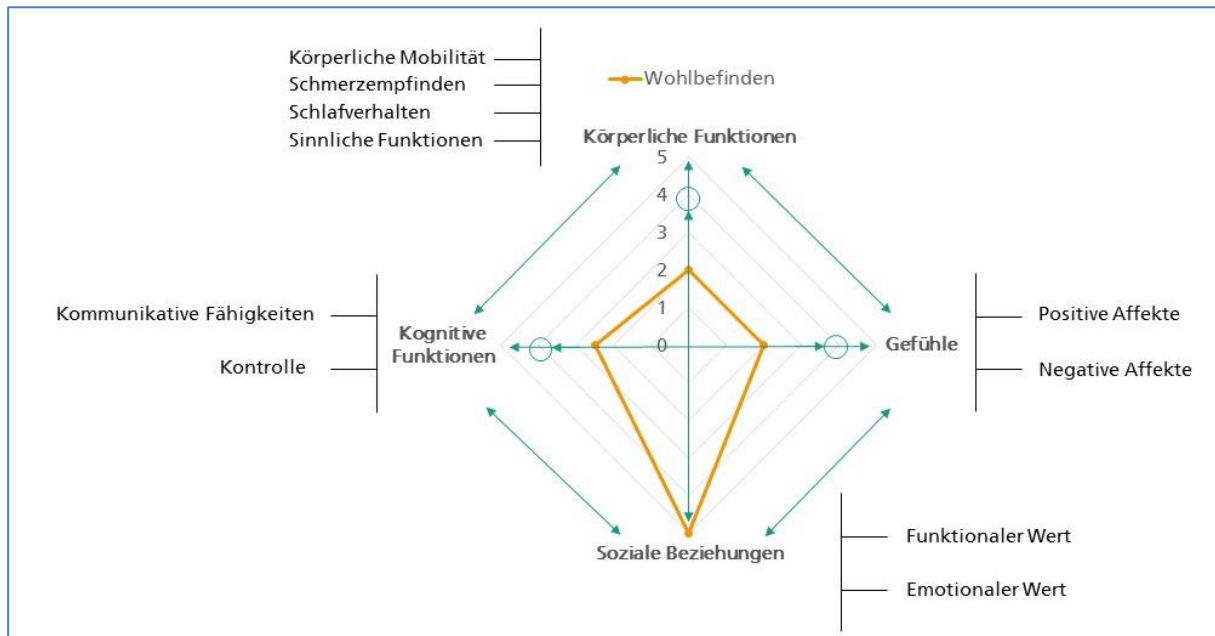 Körperliche Mobilität
Schmerzempfinden
Schlafverhalten
Sinnliche Funktionen
Wohlbefinden
Körperliche Funktionen
5
4
3
2
1
0
Kommunikative Fähigkeiten
Kontrolle
Kognitive
Funktionen
Gefühle
Positive Affekte
Negative Affekte
Soziale Beziehungen
Funktionaler Wert
Emotionaler Wert